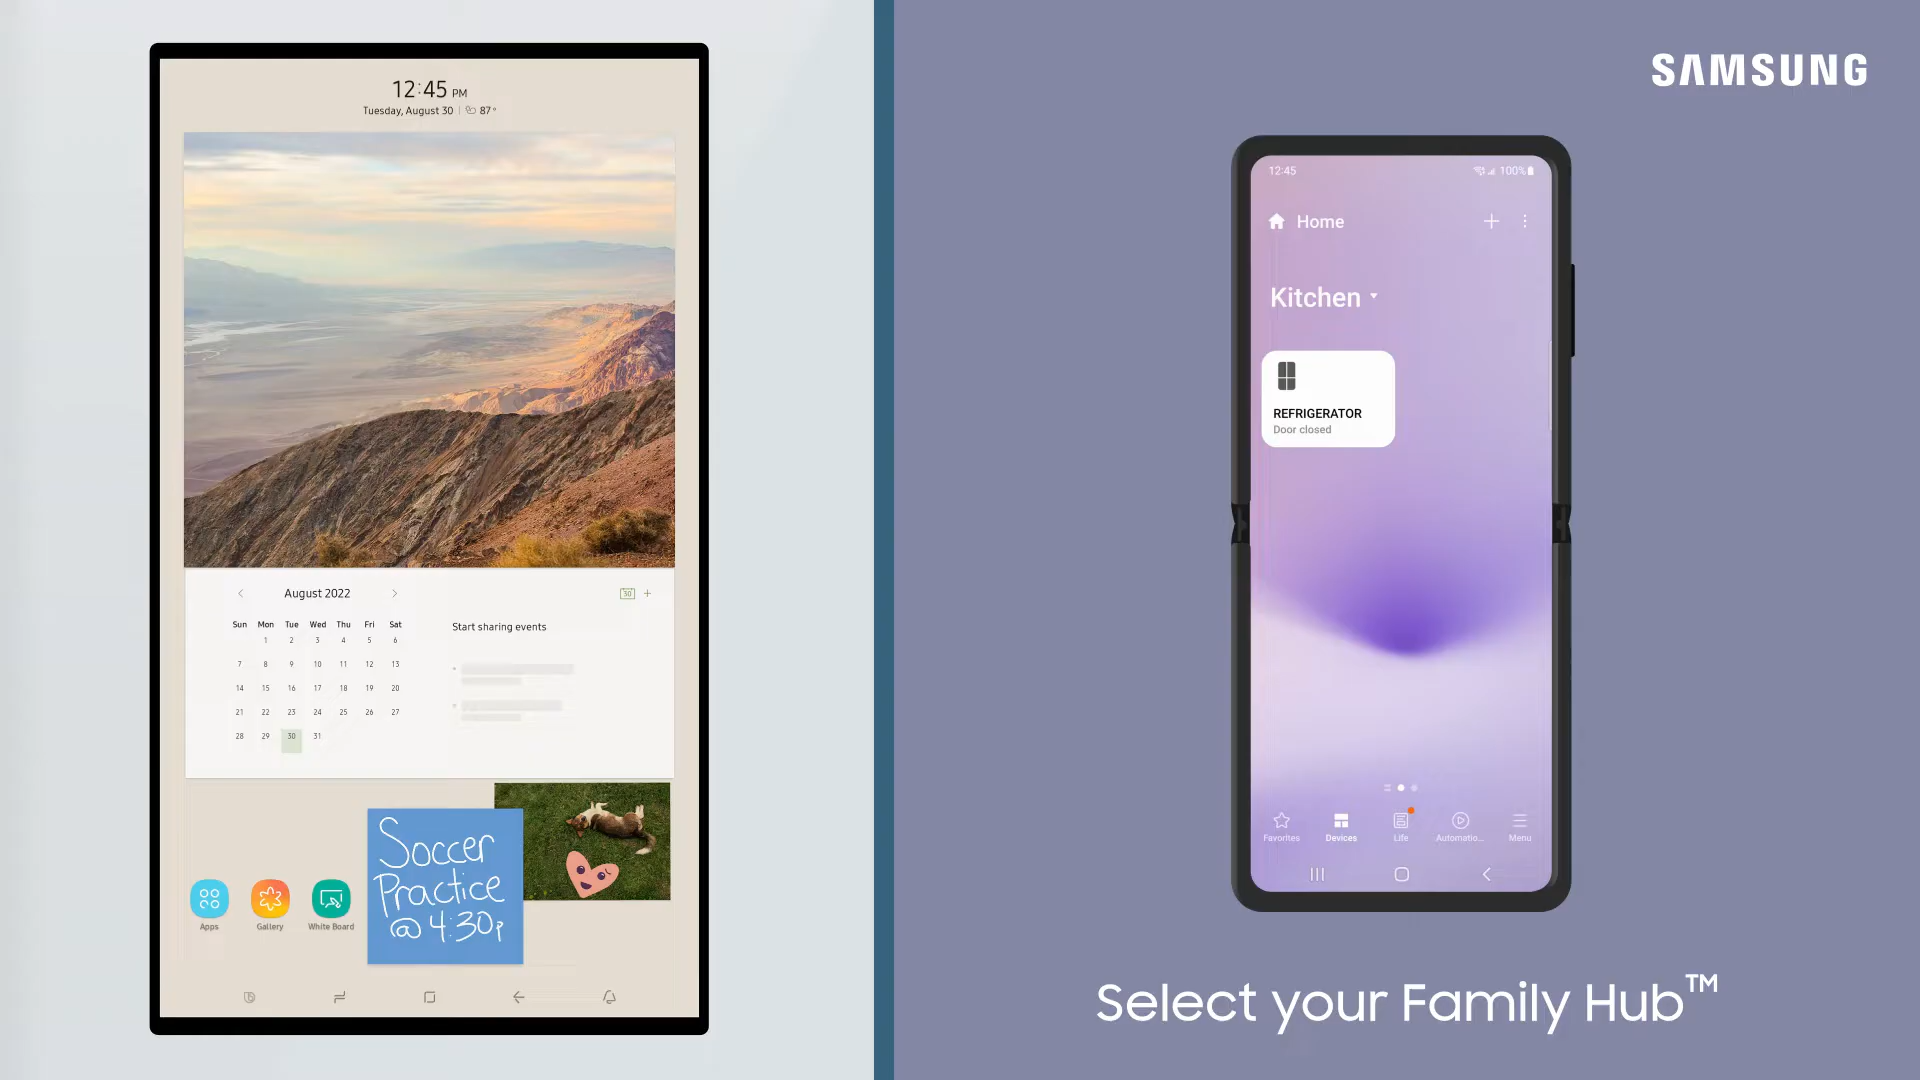 12:45 PM
Tuesday, August 30 | 87°
August 2022
30 +
Sun Mon Tue Wed Thu Fri Sat
1 2 3 4 5 6
7 8 9 10 11 12 13
14 15 16 17 18 19 20
21 22 23 24 25 26 27
28 29 30 31
Start sharing events
Soccer
Practice
@ 4:30p
Apps
Gallery
White Board
SAMSUNG
12:45
100%
Home
Kitchen
REFRIGERATOR
Door closed
Favorites
Devices
Life
Automatio...
Menu
Select your Family Hub™